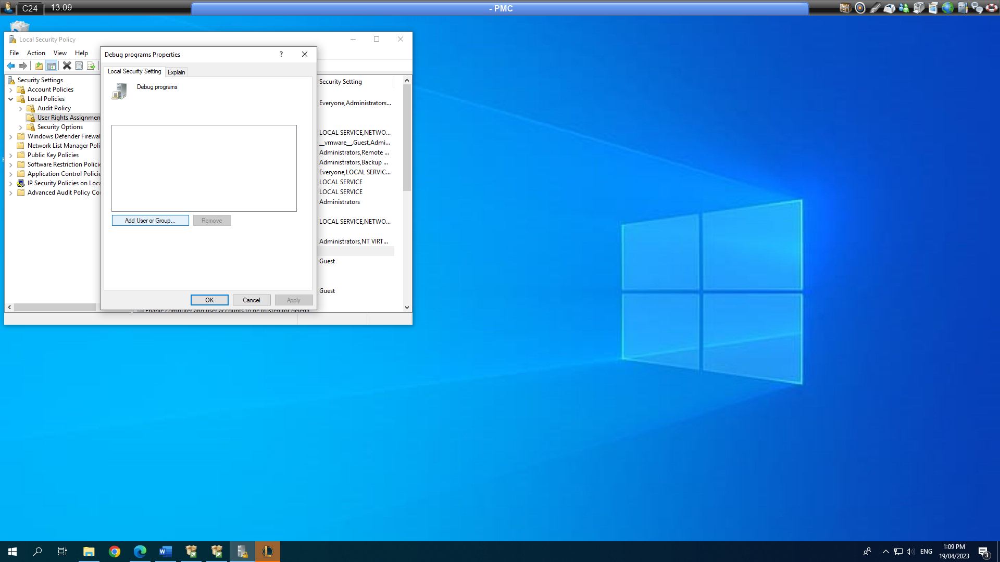 C24
13:09
- PMC
Local Security Policy
File Action View Help
Debug programs Properties
?
Local Security Setting
Explain
Debug programs
Add User or Group...
Remove
OK
Cancel
Apply
Security Settings
Account Policies
Local Policies
Audit Policy
User Rights Assignmen
Security Options
Windows Defender Firewal
Network List Manager Poli
Public Key Policies
Software Restriction Policie
Application Control Policie
IP Security Policies on Loca
Advanced Audit Policy Co
Security Setting
Everyone,Administrators...
LOCAL SERVICE,NETWO...
__vmware__,Guest,Admi...
Administrators,Remote ...
Administrators,Backup ...
Everyone,LOCAL SERVIC...
LOCAL SERVICE
LOCAL SERVICE
Administrators
LOCAL SERVICE,NETWO...
Administrators,NT VIRT...
Guest
Guest
Enable computer and user accounts to be trusted for delega
ENG
1:09 PM
19/04/2023
3